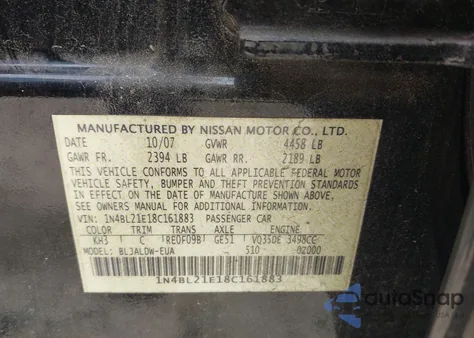 MANUFACTURED BY NISSAN MOTOR CO., LTD.
DATE 10/07 GVWR 4458 LB
GAWR FR. 2394 LB GAWR RR. 2189 LB
THIS VEHICLE CONFORMS TO ALL APPLICABLE FEDERAL MOTOR
VEHICLE SAFETY, BUMPER AND THEFT PREVENTION STANDARDS
IN EFFECT ON THE DATE OF MANUFACTURE SHOWN ABOVE.
SEE OWNERS MANUAL FOR ADDITIONAL INFORMATION.
VIN: 1N4BL21E18C161883 PASSENGER CAR
COLOR TRIM TRANS AXLE ENGINE
KH3 C RE0F09B GE51 VQ35DE 3498CC
MODEL BLJALDW-EUA 510 02000
1N4BL21E18C161883
autoSnap